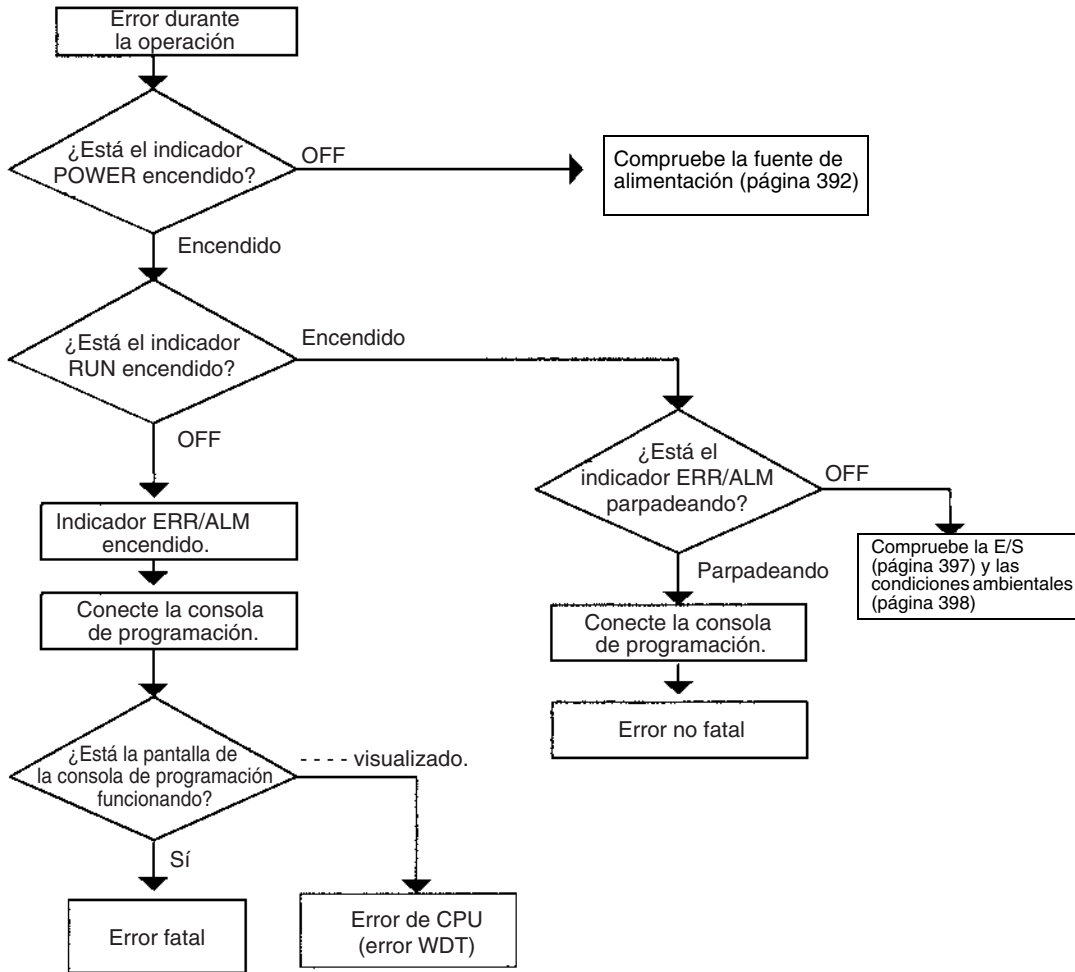 Error durante
la operación
¿Está el indicador
POWER encendido?
OFF
Compruebe la fuente de
alimentación (página 392)
Encendido
¿Está el indicador
RUN encendido?
Encendido
OFF
¿Está el
indicador ERR/ALM
parpadeando?
OFF
Indicador ERR/ALM
encendido.
Compruebe la E/S
(página 397) y las
condiciones ambientales
(página 398)
Parpadeando
Conecte la consola
de programación.
Conecte la consola
de programación.
Error no fatal
¿Está la pantalla de
la consola de programación
funcionando?
- - - - visualizado.
Sí
Error fatal
Error de CPU
(error WDT)